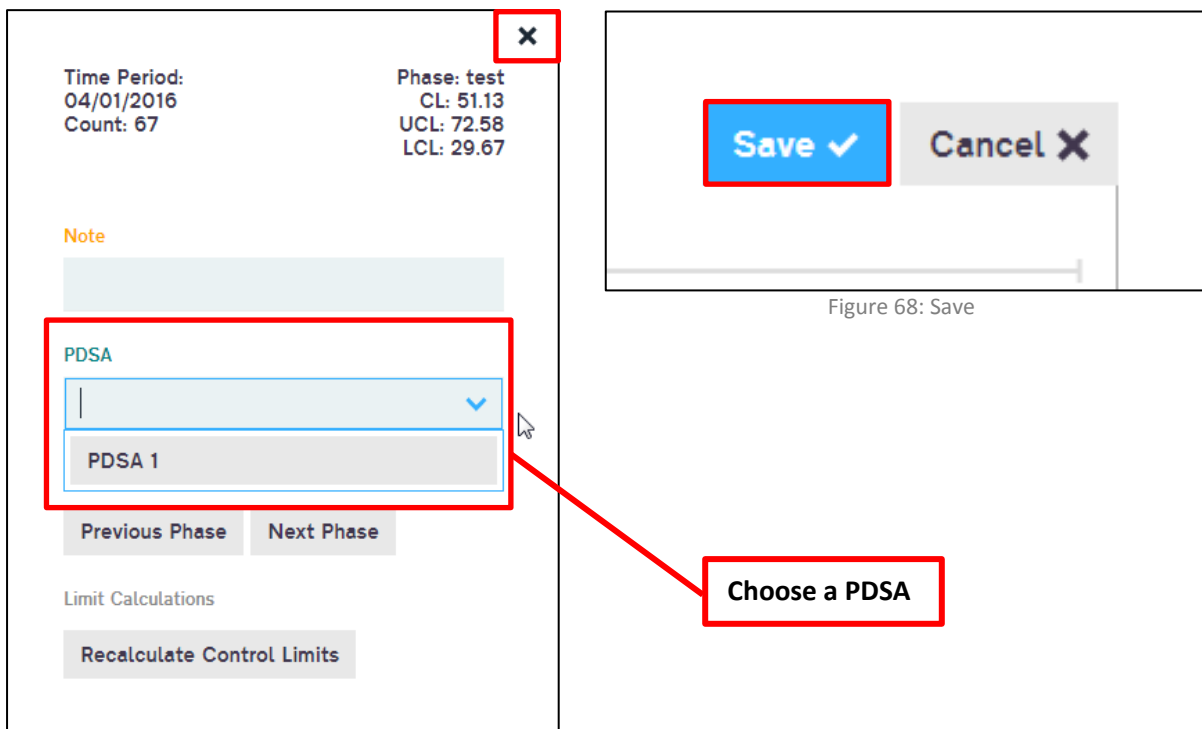 Time Period:
04/01/2016
Count: 67
Phase: test
CL: 51.13
UCL: 72.58
LCL: 29.67
Note
PDSA
PDSA 1
Previous Phase Next Phase
Limit Calculations
Recalculate Control Limits
Save Cancel
Figure 68: Save
Choose a PDSA